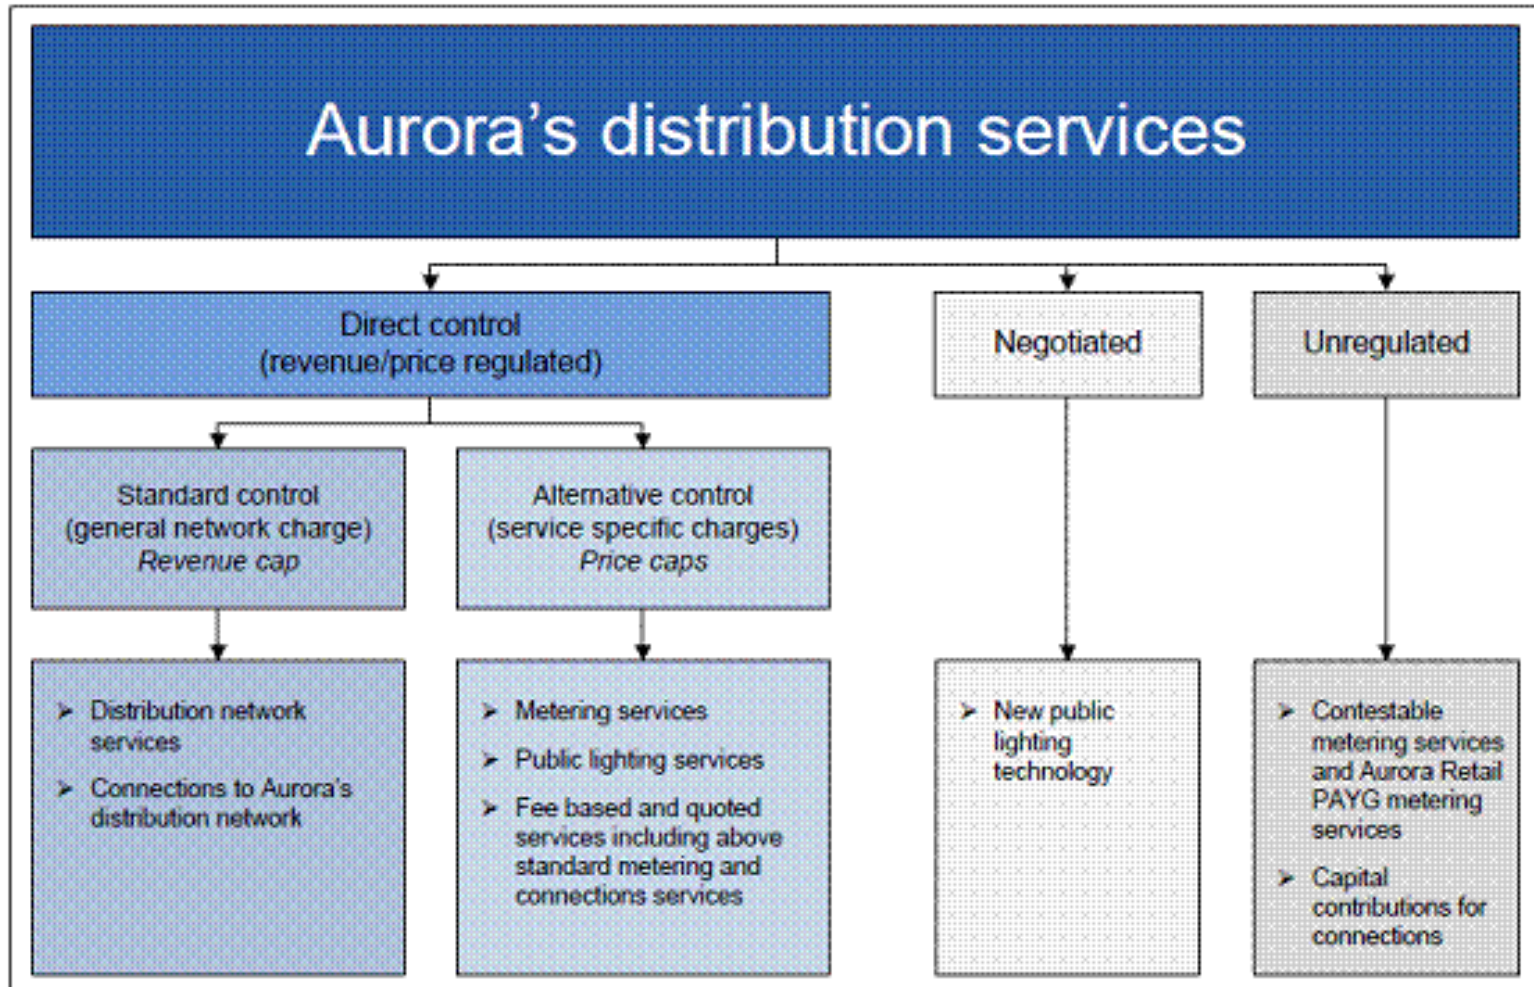 Aurora's distribution services
Direct control
(revenue/price regulated)
Negotiated
Unregulated
Standard control
(general network charge)
Revenue cap
Alternative control
(service specific charges)
Price caps
➤ Distribution network
services
➤ Connections to Aurora's
distribution network
➤ Metering services
➤ Public lighting services
➤ Fee based and quoted
services including above
standard metering and
connections services
➤ New public
lighting
technology
➤ Contestable
metering services
and Aurora Retail
PAYG metering
services
➤ Capital
contributions for
connections